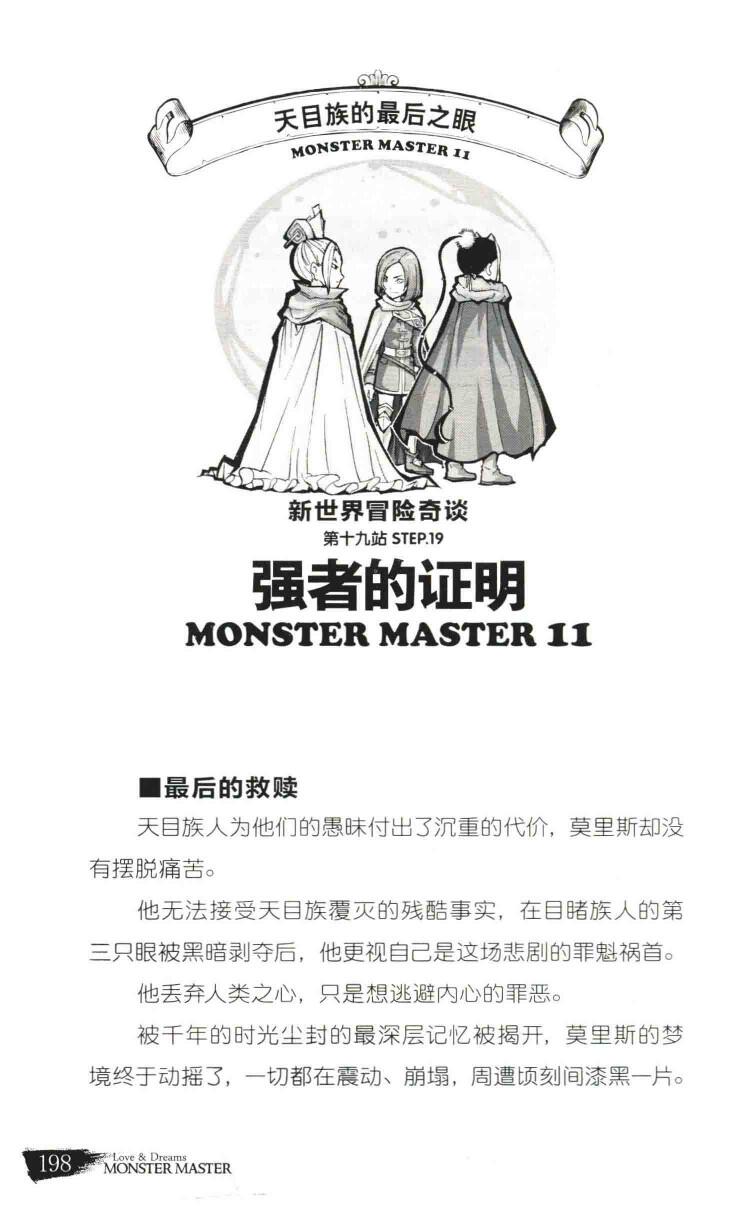 天目族的最后之眼
MONSTER MASTER 11
新世界冒险奇谈
第十九站 STEP.19
强者的证明
MONSTER MASTER 11
■最后的救赎
天目族人为他们的愚昧付出了沉重的代价，莫里斯却没
有摆脱痛苦。
他无法接受天目族覆灭的残酷事实，在目睹族人的第
三只眼被黑暗剥夺后，他更视自己是这场悲剧的罪魁祸首。
他丢弃人类之心，只是想逃避内心的罪恶。
被千年的时光尘封的最深层记忆被揭开，莫里斯的梦
境终于动摇了，一切都在震动、崩塌，周遭顷刻间漆黑一片。
198
Love & Dreams
MONSTER MASTER